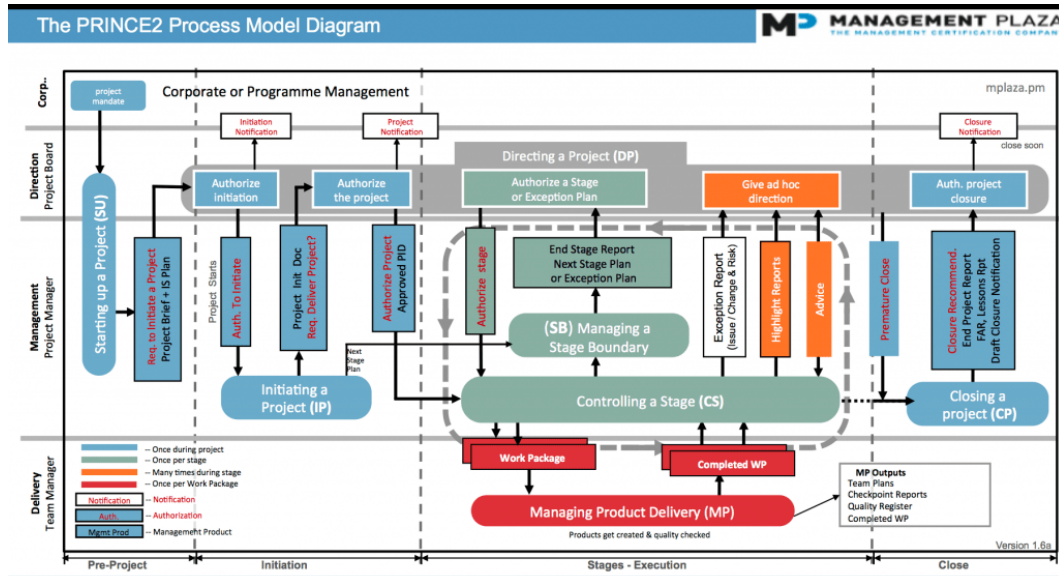 The PRINCE2 Process Model Diagram
MP MANAGEMENT PLAZA
THE MANAGEMENT CERTIFICATION COMPANY
Corp..
project
mandate
Corporate or Programme Management
mplaza.pm
Initiation
Notification
Project
Notification
Closure
Notification
close soon
Direction
Project Board
Directing a Project (DP)
Authorize
initiation
Authorize
the project
Authorize a Stage
or Exception Plan
Give ad hoc
direction
Auth. project
closure
Management
Project Manager
Starting up a Project (SU)
Req. to Initiate a Project
Project Brief + IS Plan
Project Starts
Auth. To Initiate
Project Init Doc
Req. Deliver Project?
Authorize Project
Approved PID
Authorize stage
End Stage Report
Next Stage Plan
or Exception Plan
Exception Report
(Issue / Change & Risk)
Highlight Reports
Advice
Premature Close
Closure Recommend.
End Project Report
FAR, Lessons Rpt
Draft Closure Notification
(SB) Managing a
Stage Boundary
Next
Stage
Plan
Initiating a
Project (IP)
Controlling a Stage (CS)
Closing a
project (CP)
Delivery
Team Manager
-- Once during project
-- Once per stage
-- Many times during stage
-- Once per Work Package
Notification -- Notification
Auth. -- Authorization
Mgmt Prod -- Management Product
Work Package
Completed WP
Managing Product Delivery (MP)
Products get created & quality checked
MP Outputs
Team Plans
Checkpoint Reports
Quality Register
Completed WP
Version 1.6a
Pre-Project
Initiation
Stages - Execution
Close